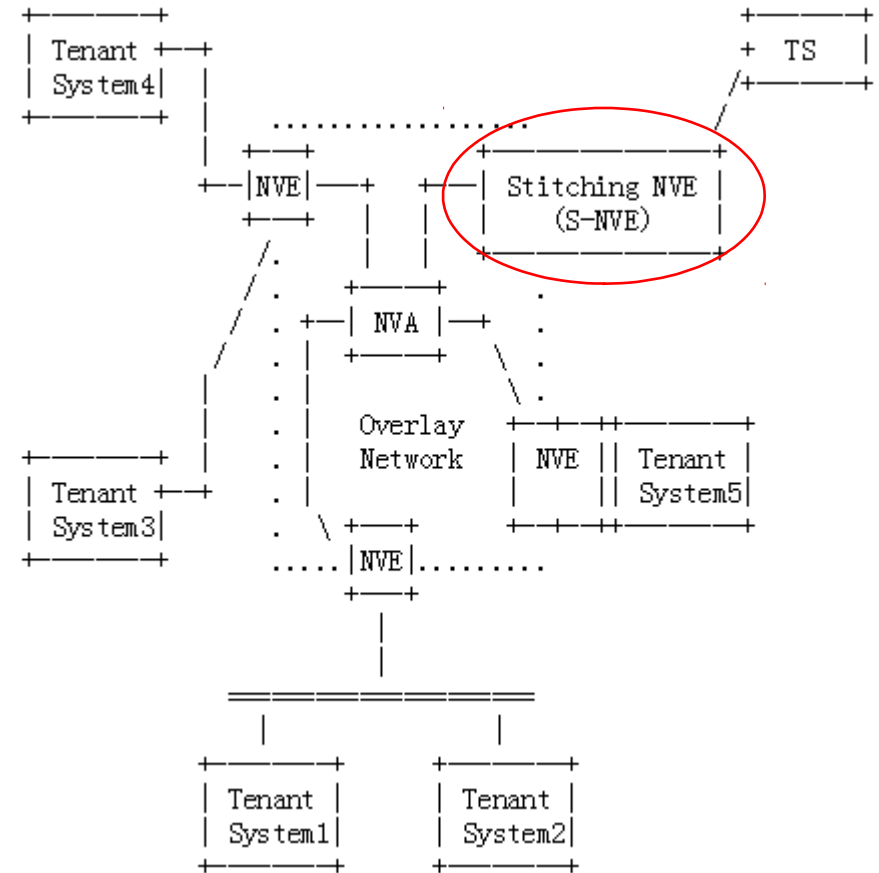 Tenant
System4
TS
NVE
Stitching NVE
(S-NVE)
NVA
Overlay
Network
NVE
Tenant
System5
Tenant
System3
NVE
Tenant
System1
Tenant
System2